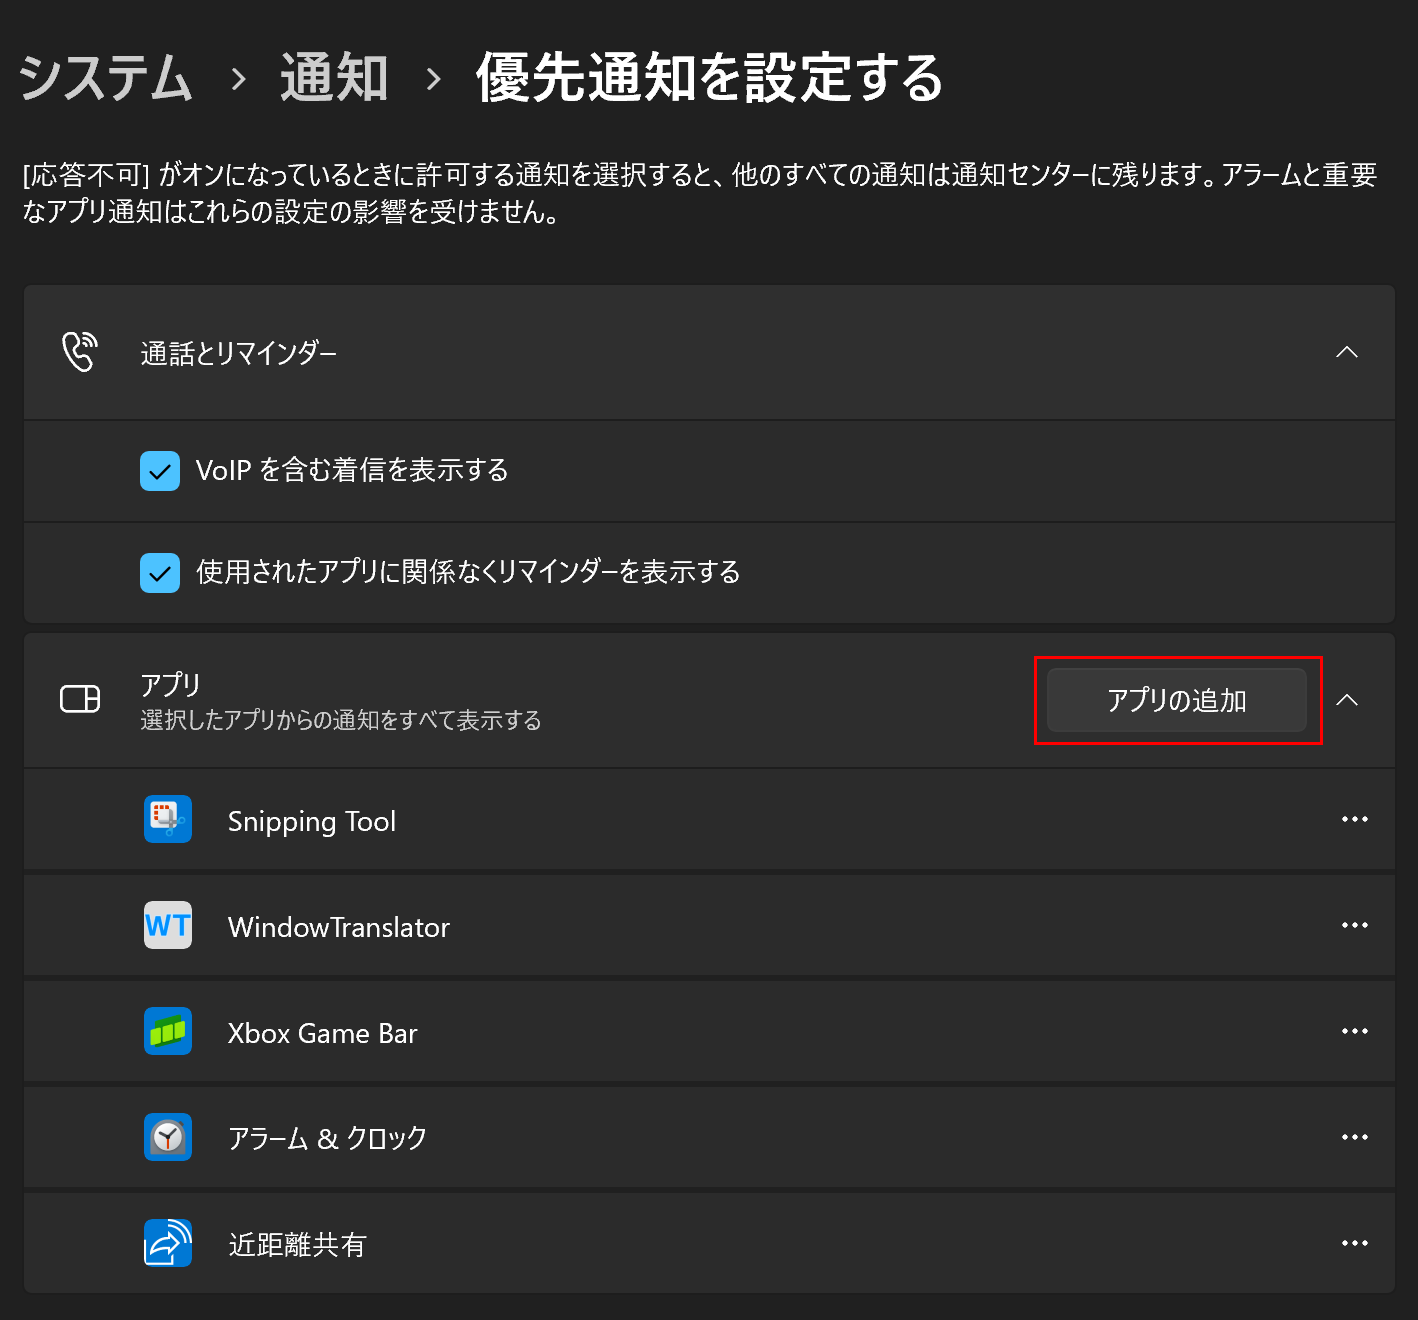 システム › 通知 › 優先通知を設定する
[応答不可] がオンになっているときに許可する通知を選択すると、他のすべての通知は通知センターに残ります。アラームと重要
なアプリ通知はこれらの設定の影響を受けません。
通話とリマインダー
VoIP を含む着信を表示する
使用されたアプリに関係なくリマインダーを表示する
アプリ
選択したアプリからの通知をすべて表示する
アプリの追加
Snipping Tool
WT WindowTranslator
Xbox Game Bar
アラーム & クロック
近距離共有